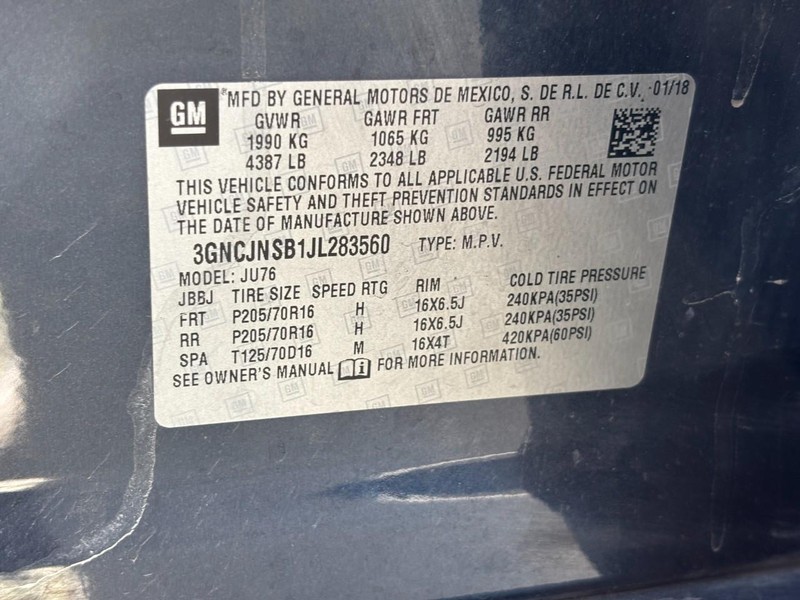 GM
*MFD BY GENERAL MOTORS DE MEXICO, S. DE R.L. DE C.V. 01/18
GVWR GAWR FRT GAWR RR
1990 KG 1065 KG 995 KG
4387 LB 2348 LB 2194 LB
THIS VEHICLE CONFORMS TO ALL APPLICABLE U.S. FEDERAL MOTOR
VEHICLE SAFETY AND THEFT PREVENTION STANDARDS IN EFFECT ON
THE DATE OF MANUFACTURE SHOWN ABOVE.
3GNCJNSB1JL283560 TYPE: M.P.V.
MODEL: JU76
JBBJ TIRE SIZE SPEED RTG RIM COLD TIRE PRESSURE
FRT P205/70R16 H 16X6.5J 240KPA(35PSI)
RR P205/70R16 H 16X6.5J 240KPA(35PSI)
SPA T125/70D16 M 16X4T 420KPA(60PSI)
SEE OWNER'S MANUAL FOR MORE INFORMATION.